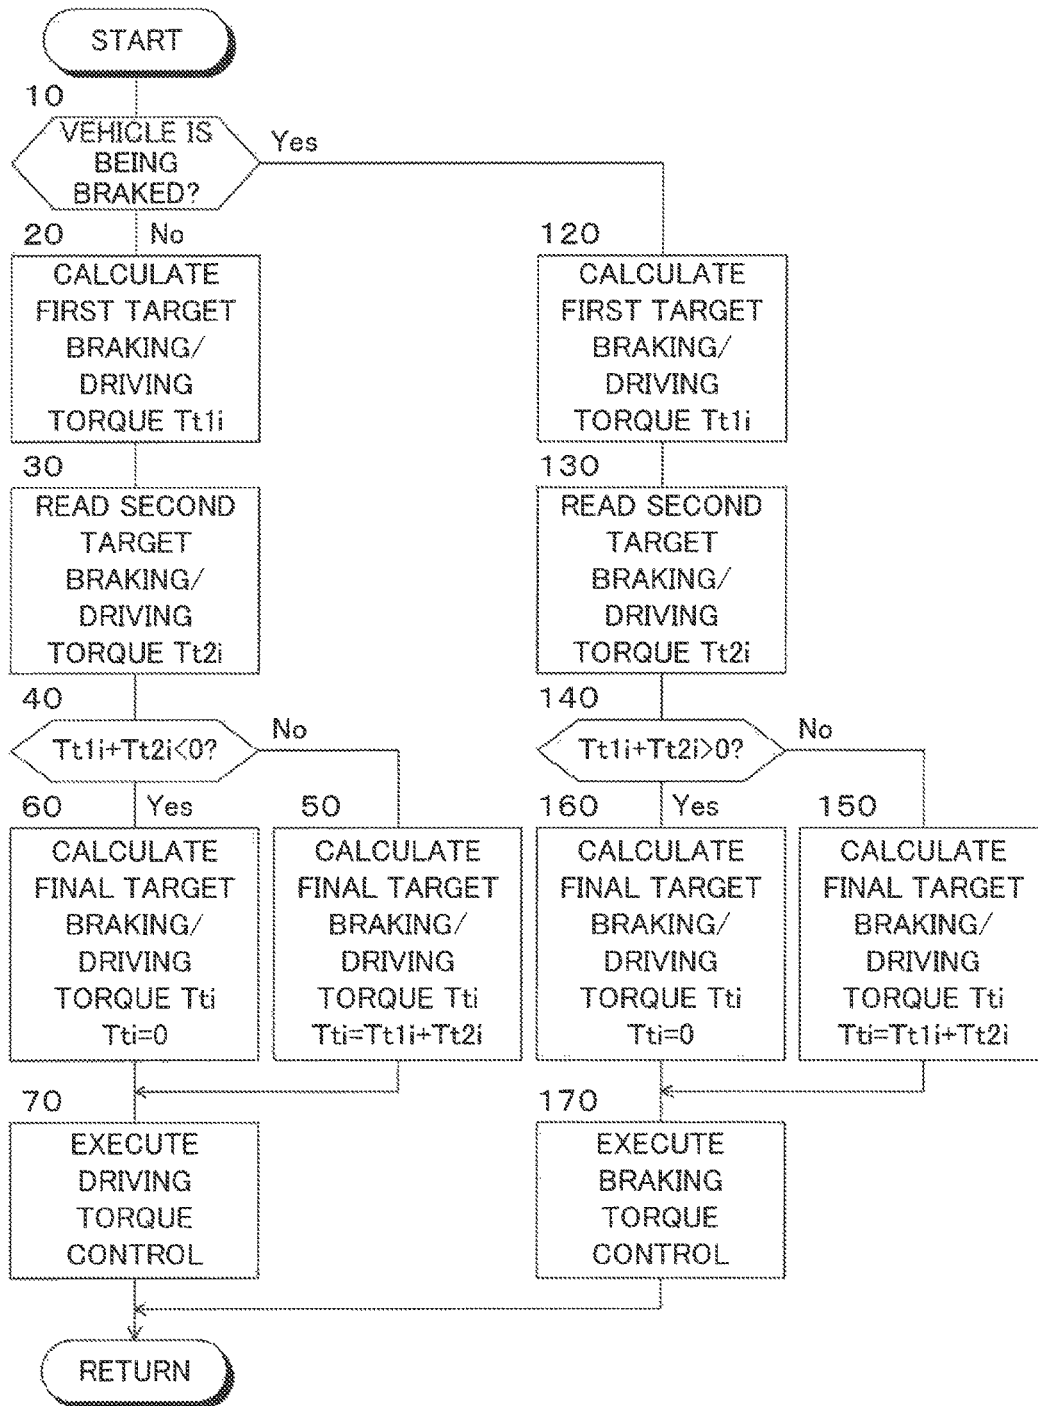 START
10
VEHICLE IS
BEING
BRAKED?
Yes
No
20
CALCULATE
FIRST TARGET
BRAKING/
DRIVING
TORQUE Tt1i
30
READ SECOND
TARGET
BRAKING/
DRIVING
TORQUE Tt2i
40
Tt1i+Tt2i<0?
No
Yes
60
CALCULATE
FINAL TARGET
BRAKING/
DRIVING
TORQUE Tti
Tti=0
50
CALCULATE
FINAL TARGET
BRAKING/
DRIVING
TORQUE Tti
Tti=Tt1i+Tt2i
70
EXECUTE
DRIVING
TORQUE
CONTROL
120
CALCULATE
FIRST TARGET
BRAKING/
DRIVING
TORQUE Tt1i
130
READ SECOND
TARGET
BRAKING/
DRIVING
TORQUE Tt2i
140
Tt1i+Tt2i>0?
No
Yes
160
CALCULATE
FINAL TARGET
BRAKING/
DRIVING
TORQUE Tti
Tti=0
150
CALCULATE
FINAL TARGET
BRAKING/
DRIVING
TORQUE Tti
Tti=Tt1i+Tt2i
170
EXECUTE
BRAKING
TORQUE
CONTROL
RETURN